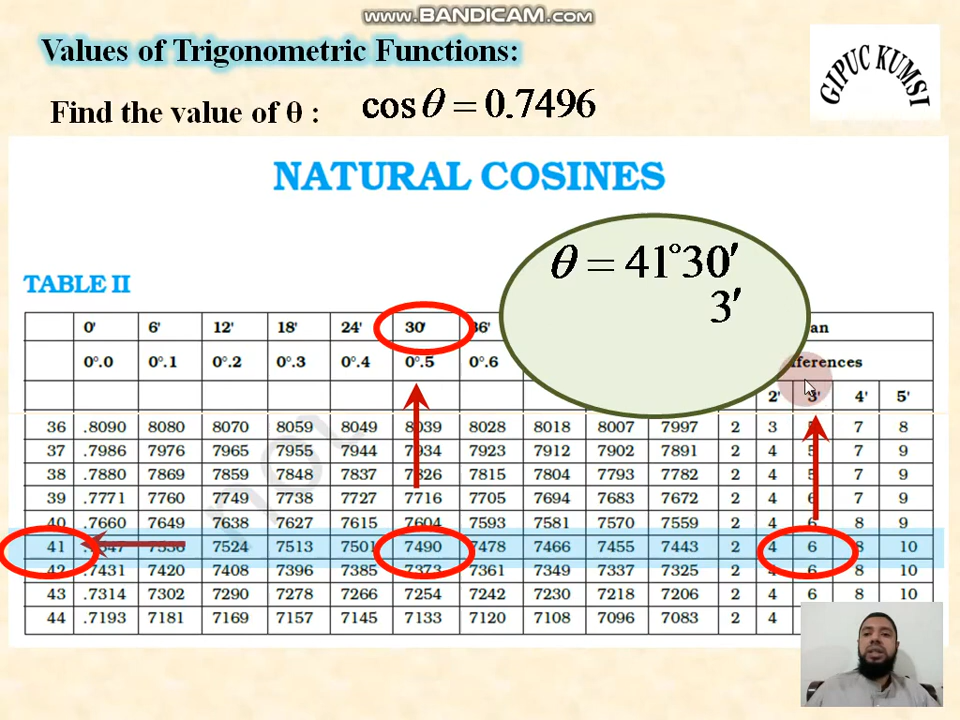 www.BANDICAM.com
Values of Trigonometric Functions:
GIPUC KUMSI
Find the value of θ : cosθ = 0.7496
NATURAL COSINES
θ = 41°30′
3′
TABLE II
0' 6' 12' 18' 24' 30' 36' an
0°.0 0°.1 0°.2 0°.3 0°.4 0°.5 0°.6 fferences
2' 3' 4' 5'
36 .8090 8080 8070 8059 8049 8039 8028 8018 8007 7997 2 3 5 7 8
37 .7986 7976 7965 7955 7944 7934 7923 7912 7902 7891 2 4 5 7 9
38 .7880 7869 7859 7848 7837 7826 7815 7804 7793 7782 2 4 5 7 9
39 .7771 7760 7749 7738 7727 7716 7705 7694 7683 7672 2 4 6 7 9
40 .7660 7649 7638 7627 7615 7604 7593 7581 7570 7559 2 4 6 8 9
41 7524 7513 7501 7490 7478 7466 7455 7443 2 4 6 8 10
42 .7431 7420 7408 7396 7385 7373 7361 7349 7337 7325 2 4 6 8 10
43 .7314 7302 7290 7278 7266 7254 7242 7230 7218 7206 2 4 6 8 10
44 .7193 7181 7169 7157 7145 7133 7120 7108 7096 7083 2 4